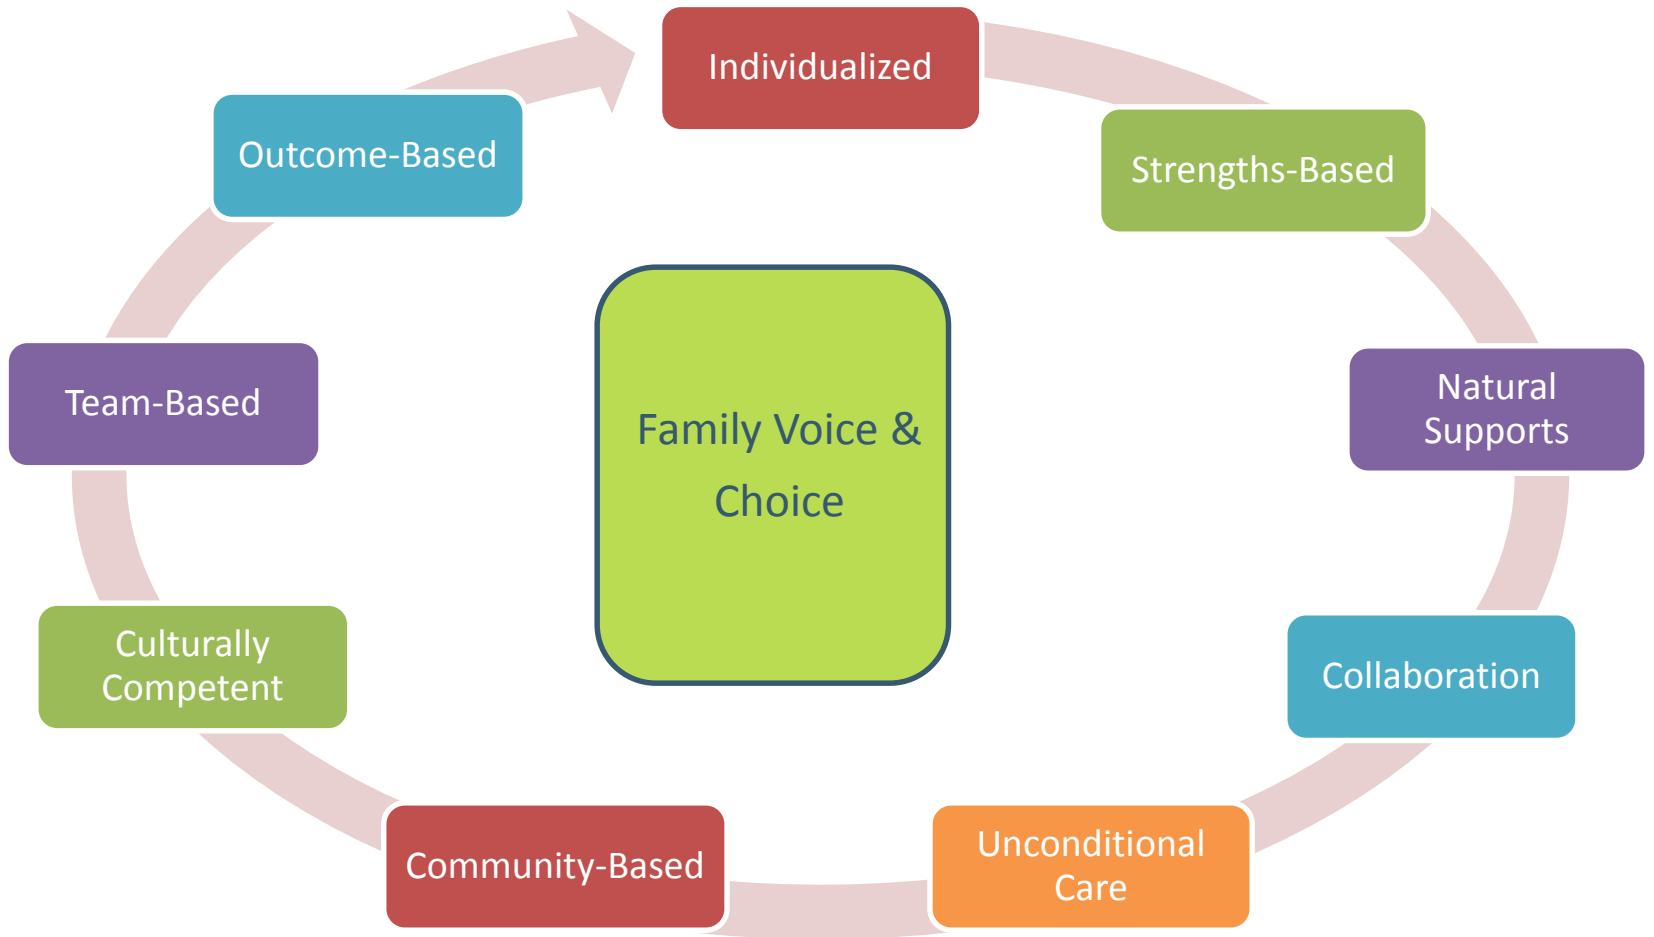 Individualized
Strengths-Based
Natural
Supports
Collaboration
Unconditional
Care
Community-Based
Culturally
Competent
Team-Based
Outcome-Based
Family Voice &
Choice